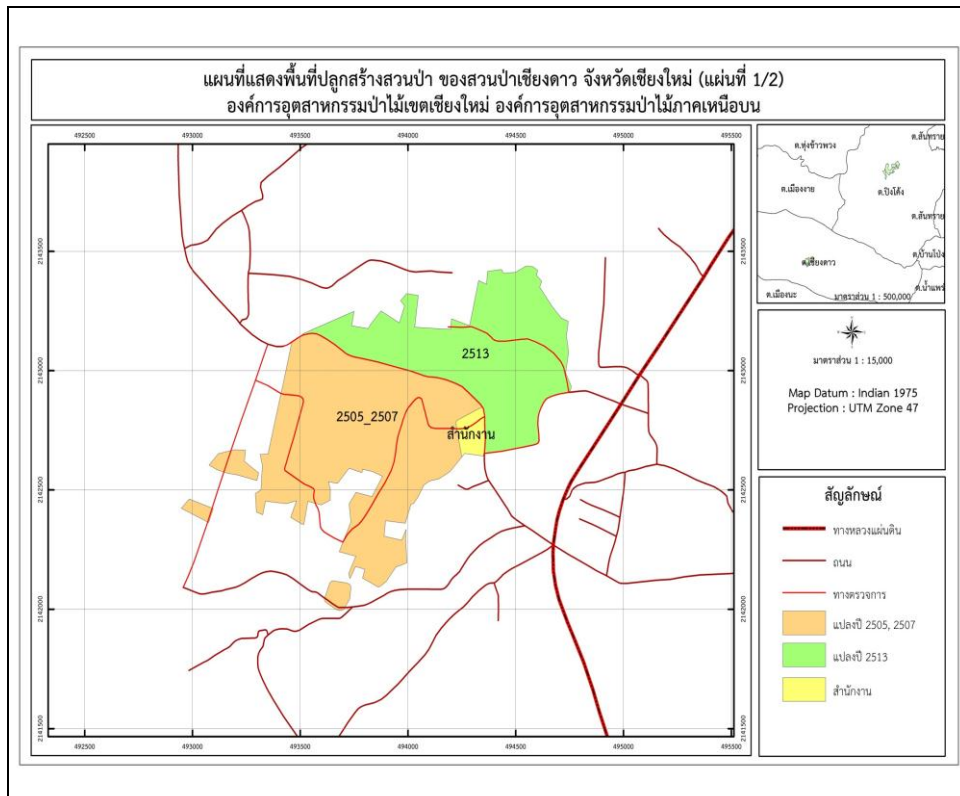 แผนที่แสดงพื้นที่ปลูกสร้างสวนป่า ของสวนป่าเชียงดาว จังหวัดเชียงใหม่ (แผ่นที่ 1/2)
องค์การอุตสาหกรรมป่าไม้เขตเชียงใหม่ องค์การอุตสาหกรรมป่าไม้ภาคเหนือบน
492500 493000 493500 494000 494500 495000 495500
2143500 2143500
2143000 2143000
2142500 2142500
2142000 2142000
2141500 2141500
2513
2505_2507
สำนักงาน
492500 493000 493500 494000 494500 495000 495500
ต.สันทราย
ต.ทุ่งข้าวพวง
ต.เมืองงาย
ต.ปิงโค้ง
ต.สันทราย
ต.บ้านโป่ง
ต.เชียงดาว
ต.น้ำแพร่
ต.เมืองนะ
มาตราส่วน 1 : 500,000
มาตราส่วน 1 : 15,000
Map Datum : Indian 1975
Projection : UTM Zone 47
สัญลักษณ์
ทางหลวงแผ่นดิน
ถนน
ทางตรวจการ
แปลงปี 2505, 2507
แปลงปี 2513
สำนักงาน